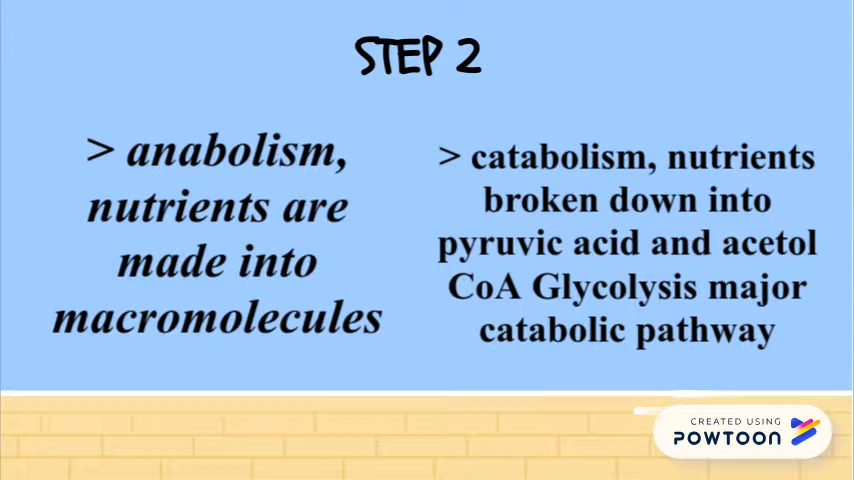 STEP 2
> anabolism,
nutrients are
made into
macromolecules
> catabolism, nutrients
broken down into
pyruvic acid and acetol
CoA Glycolysis major
catabolic pathway
CREATED USING
POWTOON